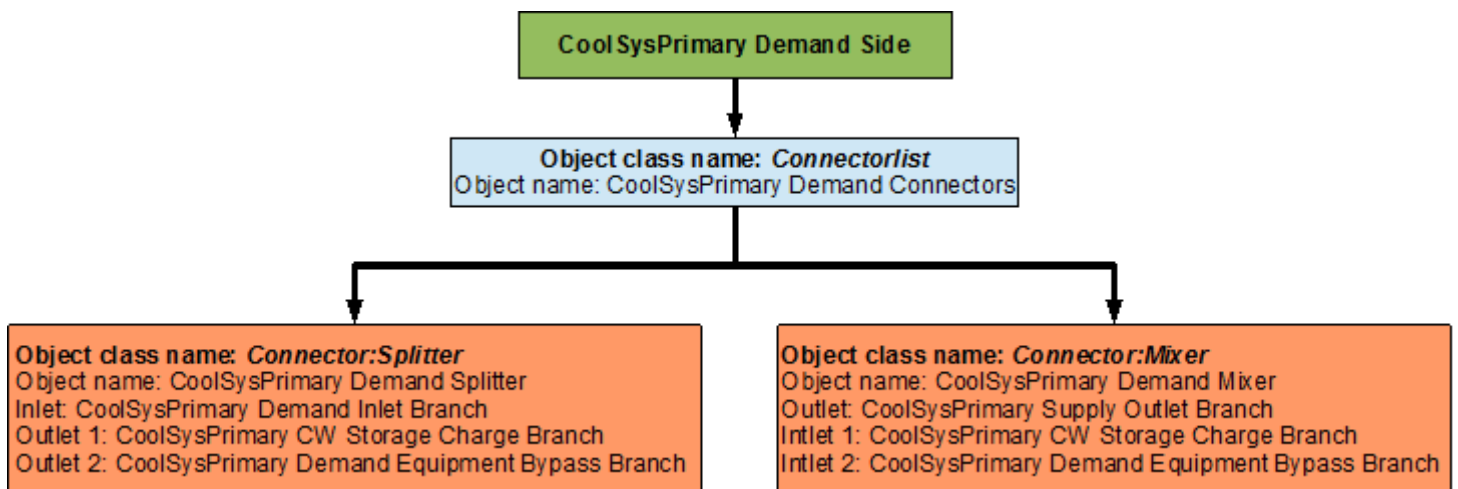 CoolSysPrimary Demand Side
Object class name: Connectorlist
Object name: CoolSysPrimary Demand Connectors
Object class name: Connector:Splitter
Object name: CoolSysPrimary Demand Splitter
Inlet: CoolSysPrimary Demand Inlet Branch
Outlet 1: CoolSysPrimary CW Storage Charge Branch
Outlet 2: CoolSysPrimary Demand Equipment Bypass Branch
Object class name: Connector:Mixer
Object name: CoolSysPrimary Demand Mixer
Outlet: CoolSysPrimary Supply Outlet Branch
Intlet 1: CoolSysPrimary CW Storage Charge Branch
Intlet 2: CoolSysPrimary Demand Equipment Bypass Branch